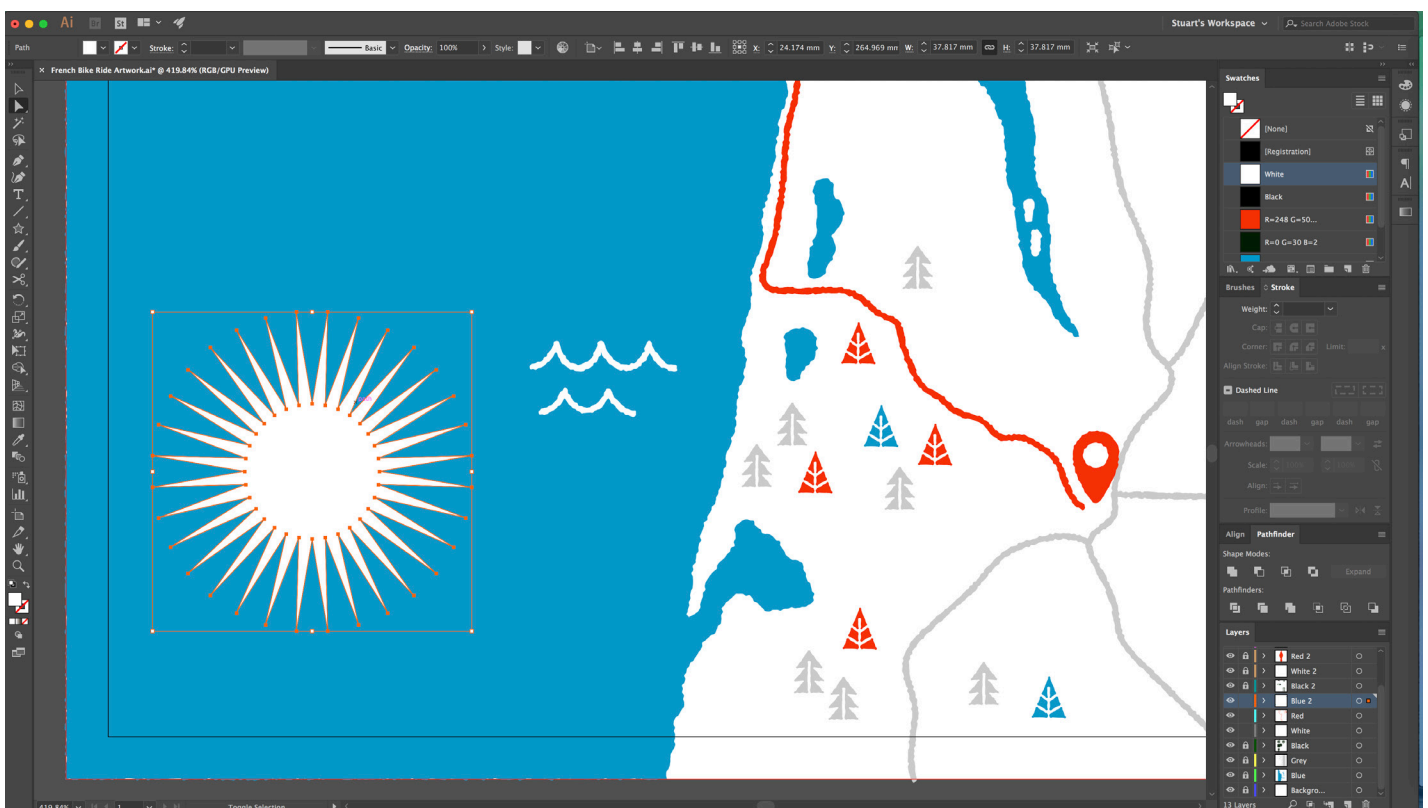 Ai Br St Stuart's Workspace Search Adobe Stock
Path Stroke: Basic Opacity: 100% Style: X: 24.174 mm Y: 264.969 mm W: 37.817 mm H: 37.817 mm
× French Bike Ride Artwork.ai* @ 419.84% (RGB/GPU Preview)
Swatches
[None]
[Registration]
White
Black
R=248 G=50...
R=0 G=30 B=2
Brushes Stroke
Weight:
Cap:
Corner: Limit: x
Align Stroke:
Dashed Line
dash gap dash gap dash gap
Arrowheads:
Scale:
Align:
Profile:
Align Pathfinder
Shape Modes:
Expand
Pathfinders:
Layers
Red 2
White 2
Black 2
Blue 2
Red
White
Black
Grey
Blue
Backgro...
13 Layers
419.84% 1 Toggle Selection